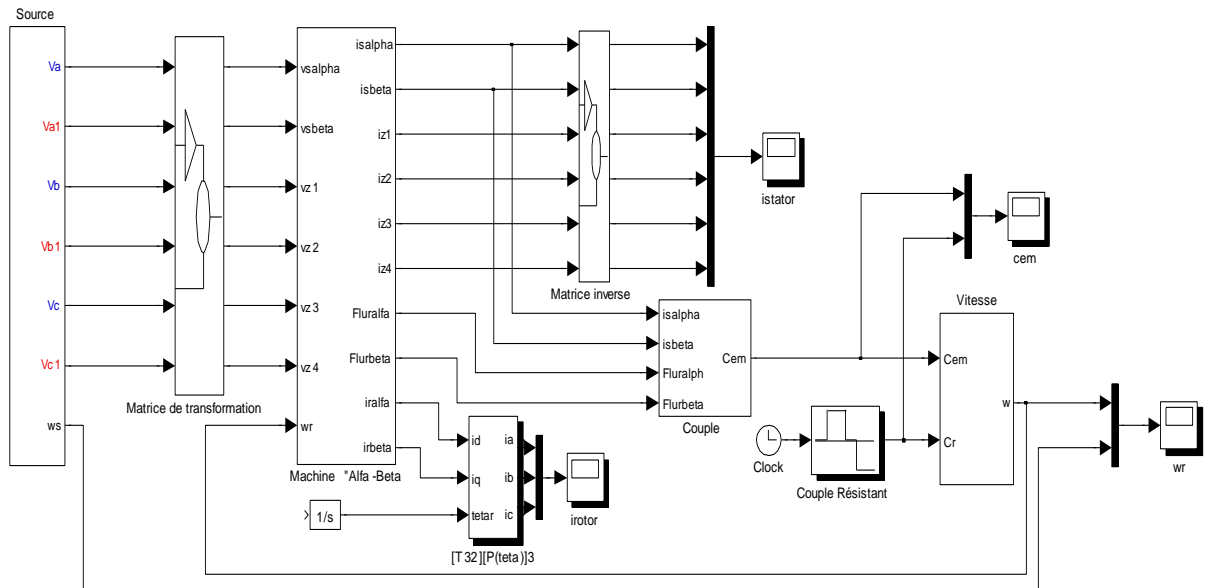 Source
Va
Va1
Vb
Vb1
Vc
Vc1
ws
Matrice de transformation
vsalpha
vsbeta
vz1
vz2
vz3
vz4
wr
isalpha
isbeta
iz1
iz2
iz3
iz4
Fluralfa
Flurbeta
iralfa
irbeta
Machine "Alfa -Beta
Matrice inverse
istator
isalpha
isbeta
Fluralph
Flurbeta
Cem
Couple
1/s
id
iq
tetar
ia
ib
ic
[T32][P(teta)]3
irotor
Clock
Couple Résistant
cem
Vitesse
Cem
Cr
w
wr